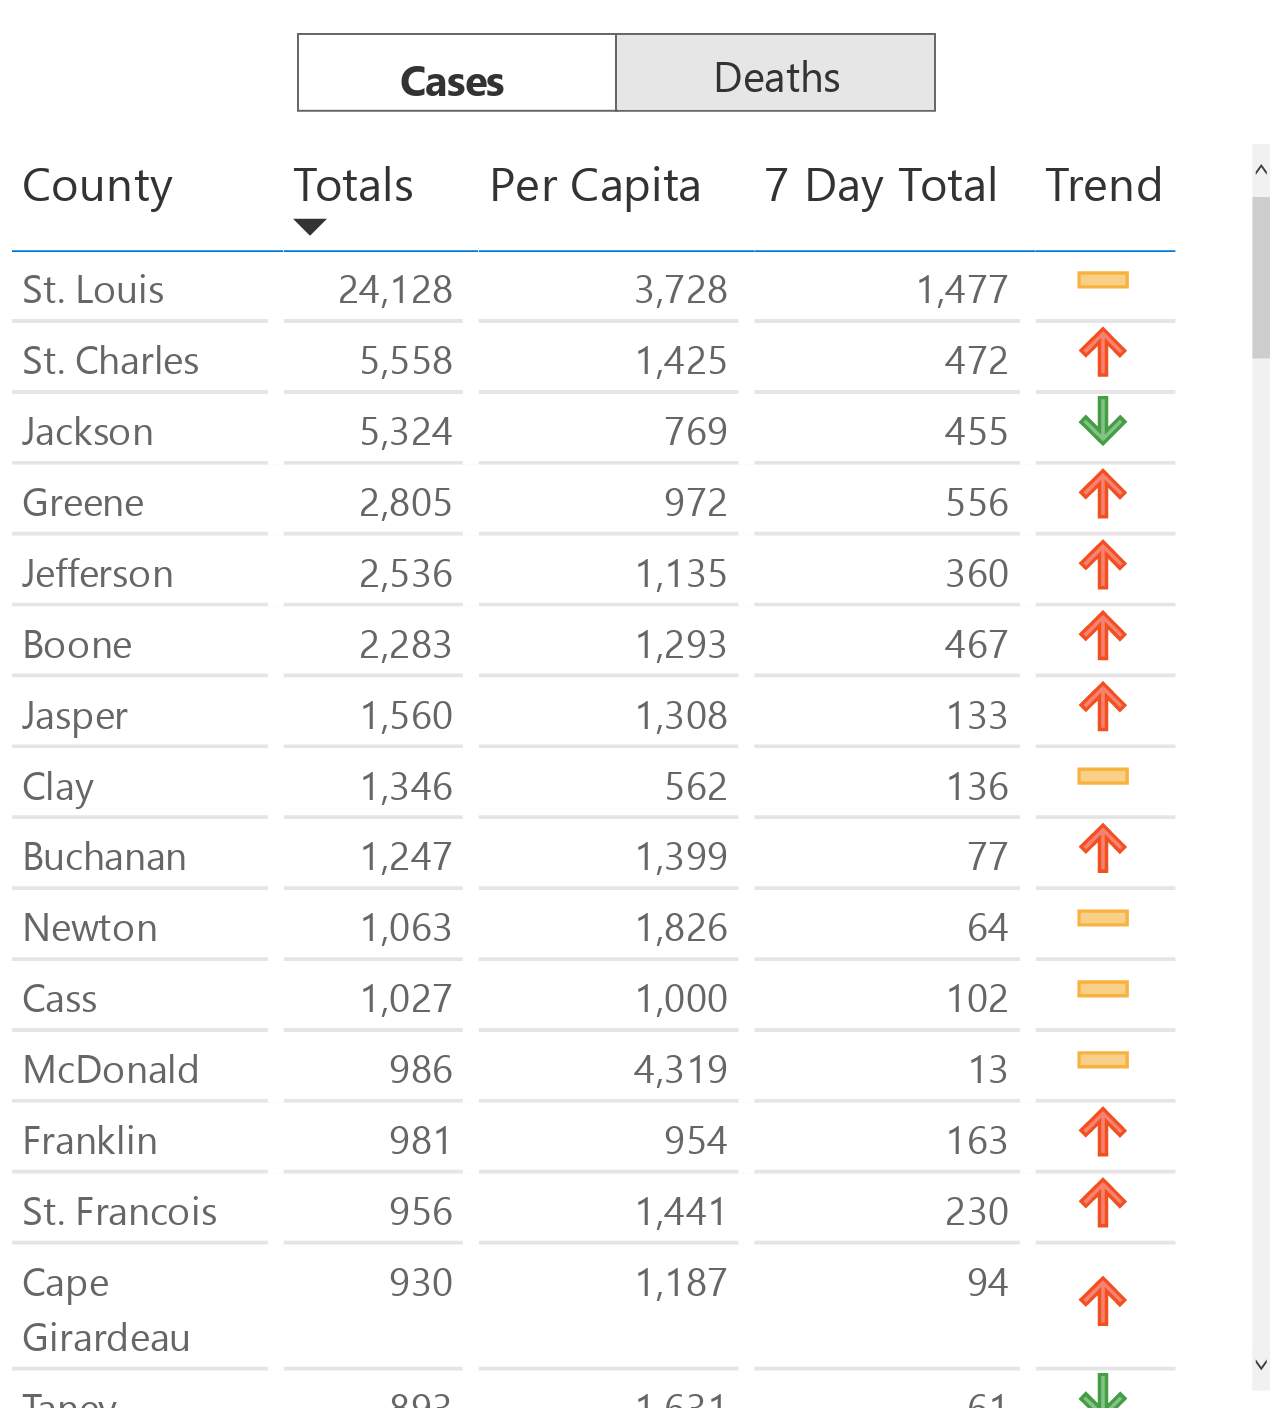 Cases Deaths
County Totals Per Capita 7 Day Total Trend
St. Louis 24,128 3,728 1,477
St. Charles 5,558 1,425 472
Jackson 5,324 769 455
Greene 2,805 972 556
Jefferson 2,536 1,135 360
Boone 2,283 1,293 467
Jasper 1,560 1,308 133
Clay 1,346 562 136
Buchanan 1,247 1,399 77
Newton 1,063 1,826 64
Cass 1,027 1,000 102
McDonald 986 4,319 13
Franklin 981 954 163
St. Francois 956 1,441 230
Cape 930 1,187 94
Girardeau
Taney 893 1,631 61